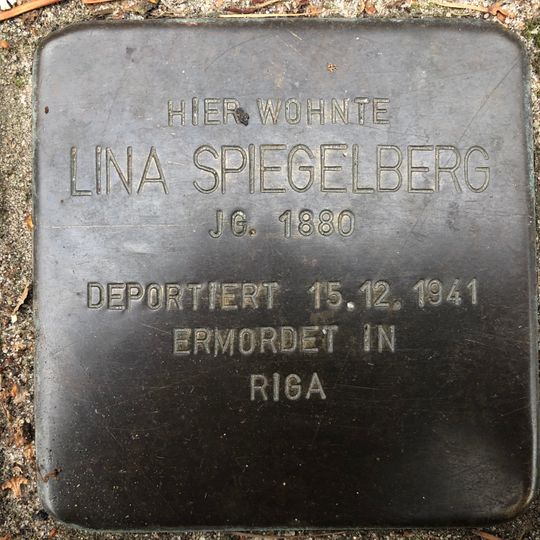 HIER WOHNTE
LINA SPIEGELBERG
JG. 1880
DEPORTIERT 15.12.1941
ERMORDET IN
RIGA